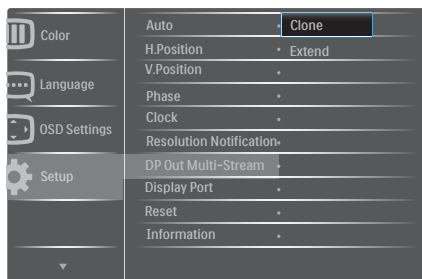 Color
Language
OSD Settings
Setup
Auto
H.Position
V.Position
Phase
Clock
Resolution Notification
DP Out Multi-Stream
Display Port
Reset
Information
Clone
Extend